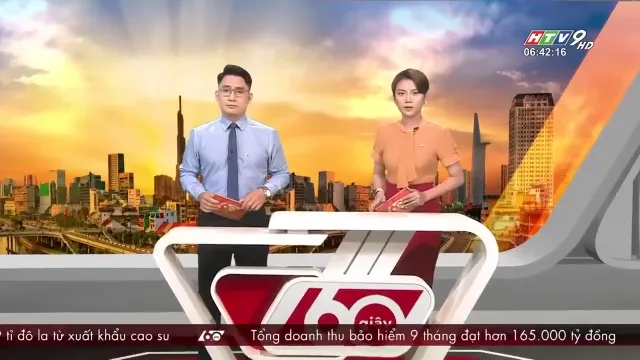 HTV9 HD
06:42:16
60 giây
tỉ đô la từ xuất khẩu cao su 60 Tổng doanh thu bảo hiểm 9 tháng đạt hơn 165.000 tỷ đồng